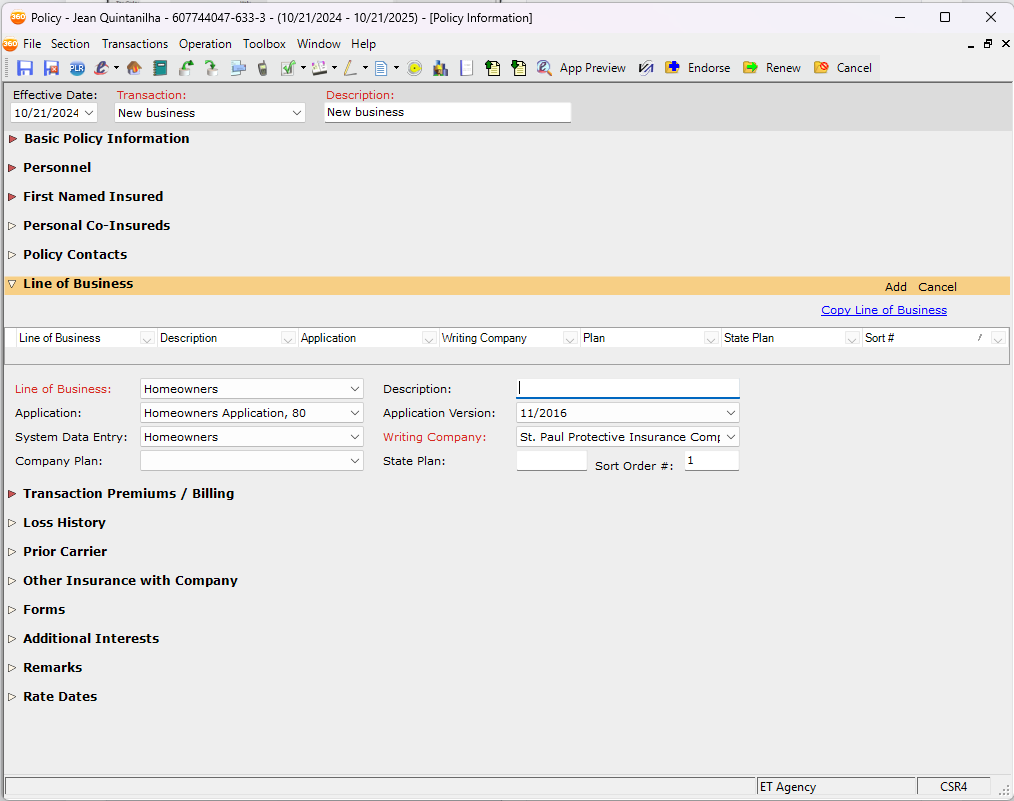 360 Policy - Jean Quintanilha - 607744047-633-3 - (10/21/2024 - 10/21/2025) - [Policy Information]
360 File Section Transactions Operation Toolbox Window Help
PLR App Preview Endorse Renew Cancel
Effective Date: Transaction: Description:
10/21/2024 New business New business
Basic Policy Information
Personnel
First Named Insured
Personal Co-Insureds
Policy Contacts
Line of Business Add Cancel
Copy Line of Business
Line of Business Description Application Writing Company Plan State Plan Sort # /
Line of Business: Homeowners Description:
Application: Homeowners Application, 80 Application Version: 11/2016
System Data Entry: Homeowners Writing Company: St. Paul Protective Insurance Comp
Company Plan: State Plan: Sort Order #: 1
Transaction Premiums / Billing
Loss History
Prior Carrier
Other Insurance with Company
Forms
Additional Interests
Remarks
Rate Dates
ET Agency CSR4